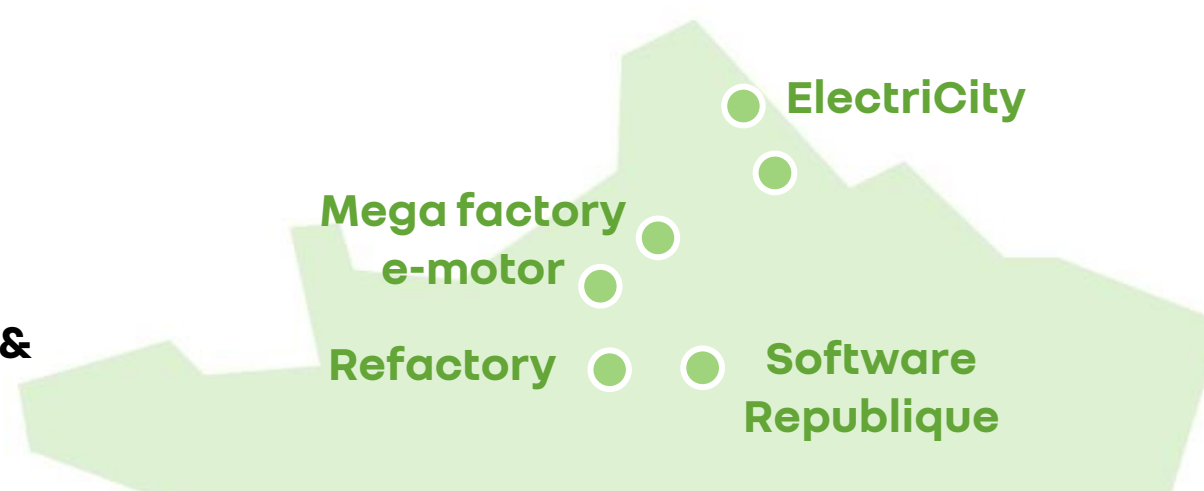 ElectriCity
Mega factory
e-motor
&
Refactory
Software
Republique